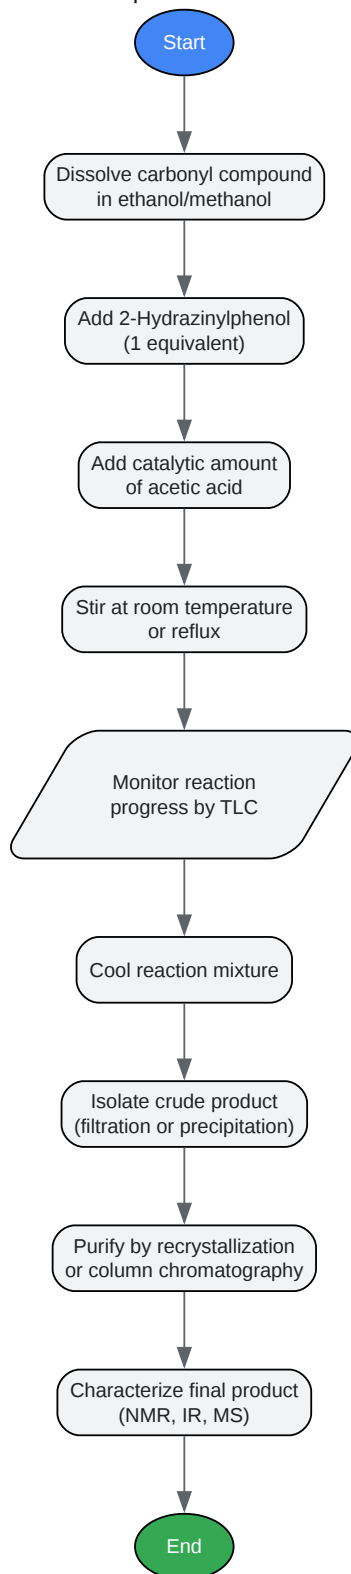 Start
Dissolve carbonyl compound
in ethanol/methanol
Add 2-Hydrazinylphenol
(1 equivalent)
Add catalytic amount
of acetic acid
Stir at room temperature
or reflux
Monitor reaction
progress by TLC
Cool reaction mixture
Isolate crude product
(filtration or precipitation)
Purify by recrystallization
or column chromatography
Characterize final product
(NMR, IR, MS)
End